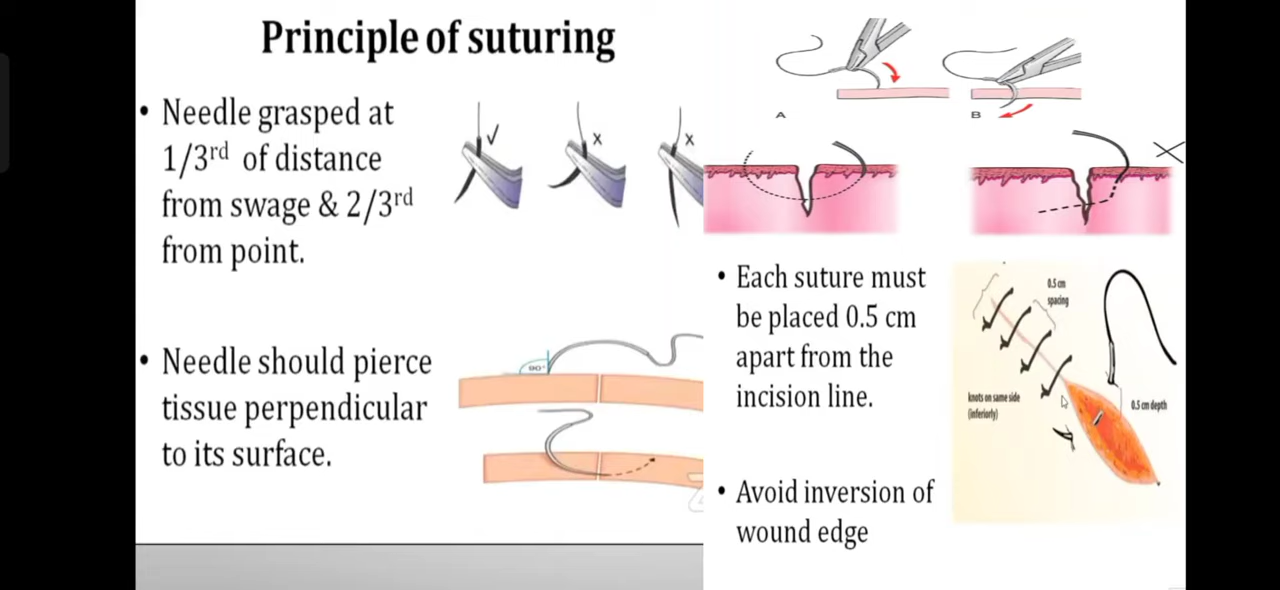 Principle of suturing
• Needle grasped at
1/3rd of distance
from swage & 2/3rd
from point.
• Needle should pierce
tissue perpendicular
to its surface.
90°
A
B
• Each suture must
be placed 0.5 cm
apart from the
incision line.
• Avoid inversion of
wound edge
0.5 cm
spacing
knots on same side
(inferiorly)
0.5 cm depth